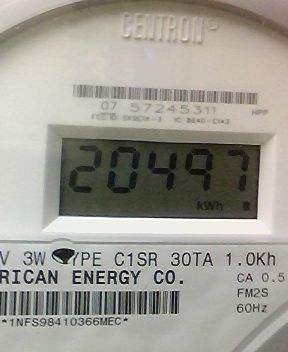 CENTRON®
07 57245311
HPP
20497
kWh
V 3W TYPE C1SR 30TA 1.0Kh
RICAN ENERGY CO.
CA 0.5
FM2S
60Hz
*1NFS98410366MEC*